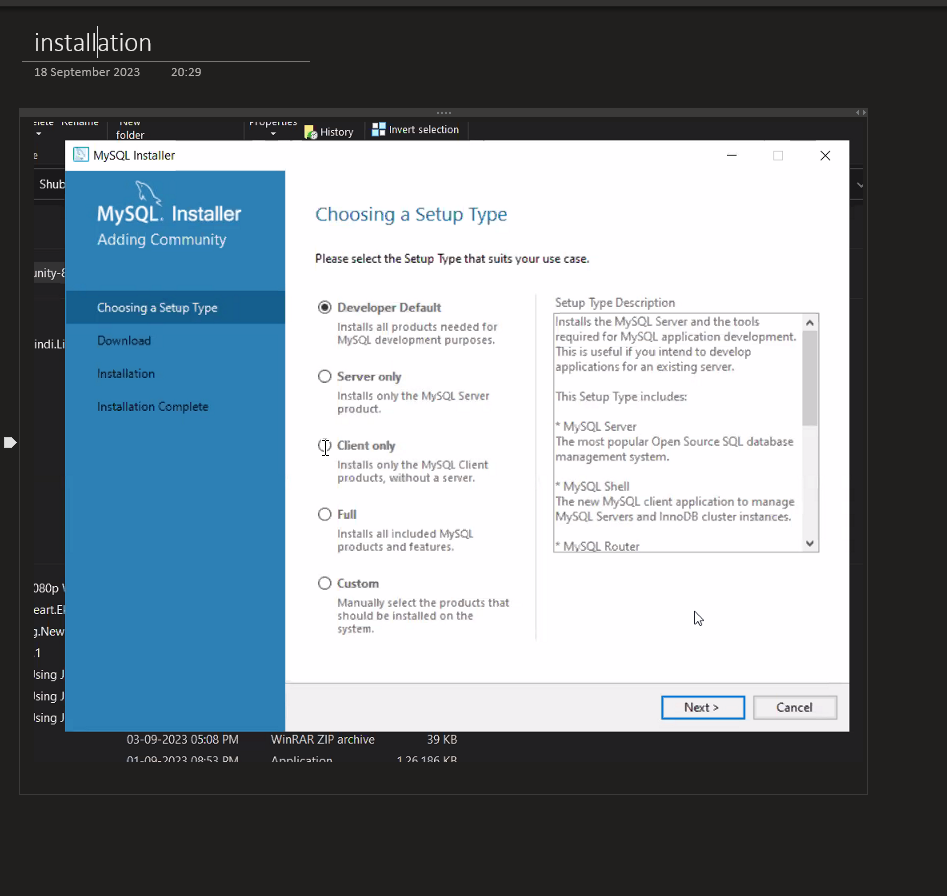 installation
18 September 2023 20:29
Rename New Properties
folder History Invert selection
MySQL Installer
Shub
MySQL. Installer
Adding Community
Choosing a Setup Type
Download
Installation
Installation Complete
Choosing a Setup Type
Please select the Setup Type that suits your use case.
Developer Default
Installs all products needed for
MySQL development purposes.
Server only
Installs only the MySQL Server
product.
Client only
Installs only the MySQL Client
products, without a server.
Full
Installs all included MySQL
products and features.
Custom
Manually select the products that
should be installed on the
system.
Setup Type Description
Installs the MySQL Server and the tools
required for MySQL application development.
This is useful if you intend to develop
applications for an existing server.
This Setup Type includes:
* MySQL Server
The most popular Open Source SQL database
management system.
* MySQL Shell
The new MySQL client application to manage
MySQL Servers and InnoDB cluster instances.
* MySQL Router
Next >
Cancel
unity-8
indi.Li
080p
eart.El
g.New
.1
Using J
Using J
Using J
03-09-2023 05:08 PM WinRAR ZIP archive 39 KB
01-09-2023 08:53 PM Application 1,26,186 KB